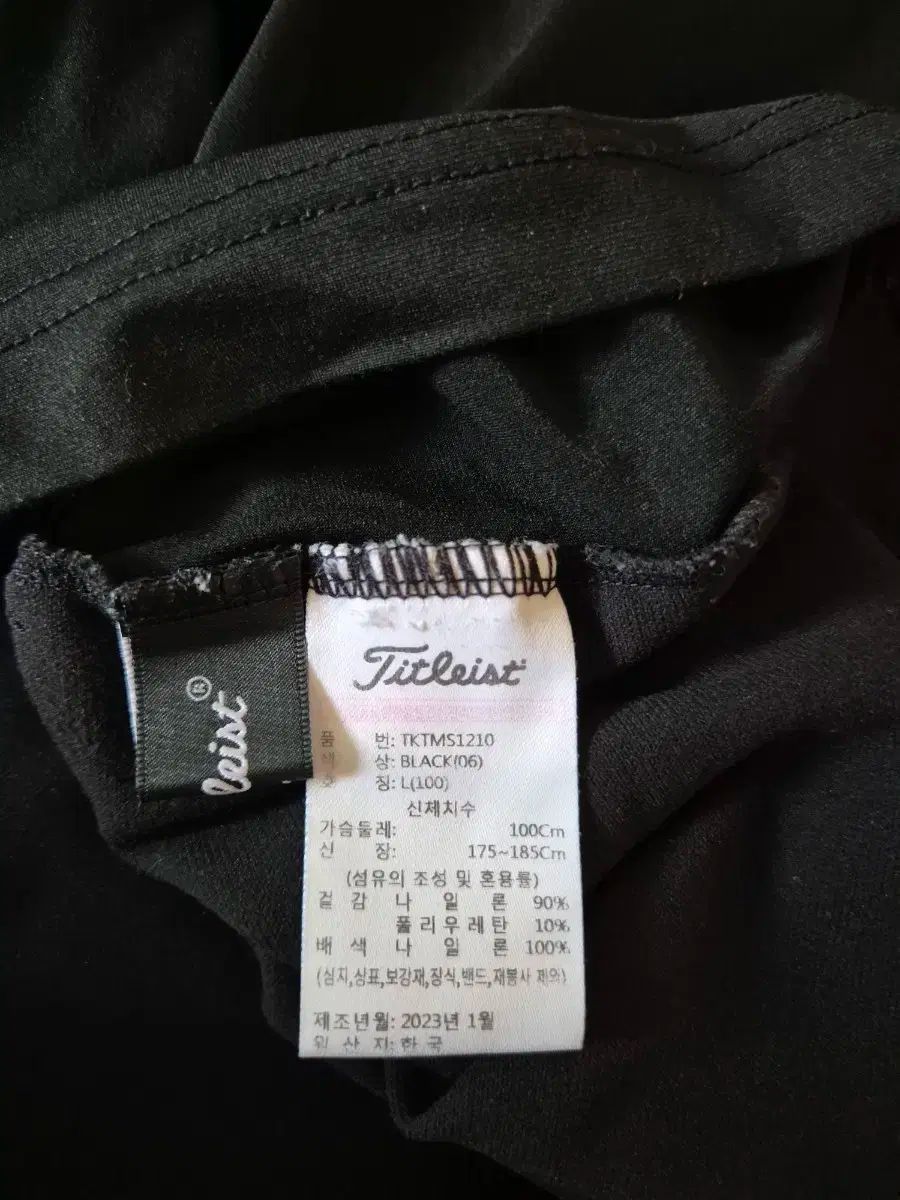 leist®
Titleist
품 번: TKTMS1210
색 상: BLACK(06)
호 칭: L(100)
신체치수
가슴둘레: 100Cm
신 장: 175~185Cm
(섬유의 조성 및 혼용률)
겉 감 나 일 론 90%
폴 리 우 레 탄 10%
배 색 나 일 론 100%
(심지,상표,보강재,장식,밴드,재봉사 제외)
제조년월: 2023년 1월
원 산 지: 한 국